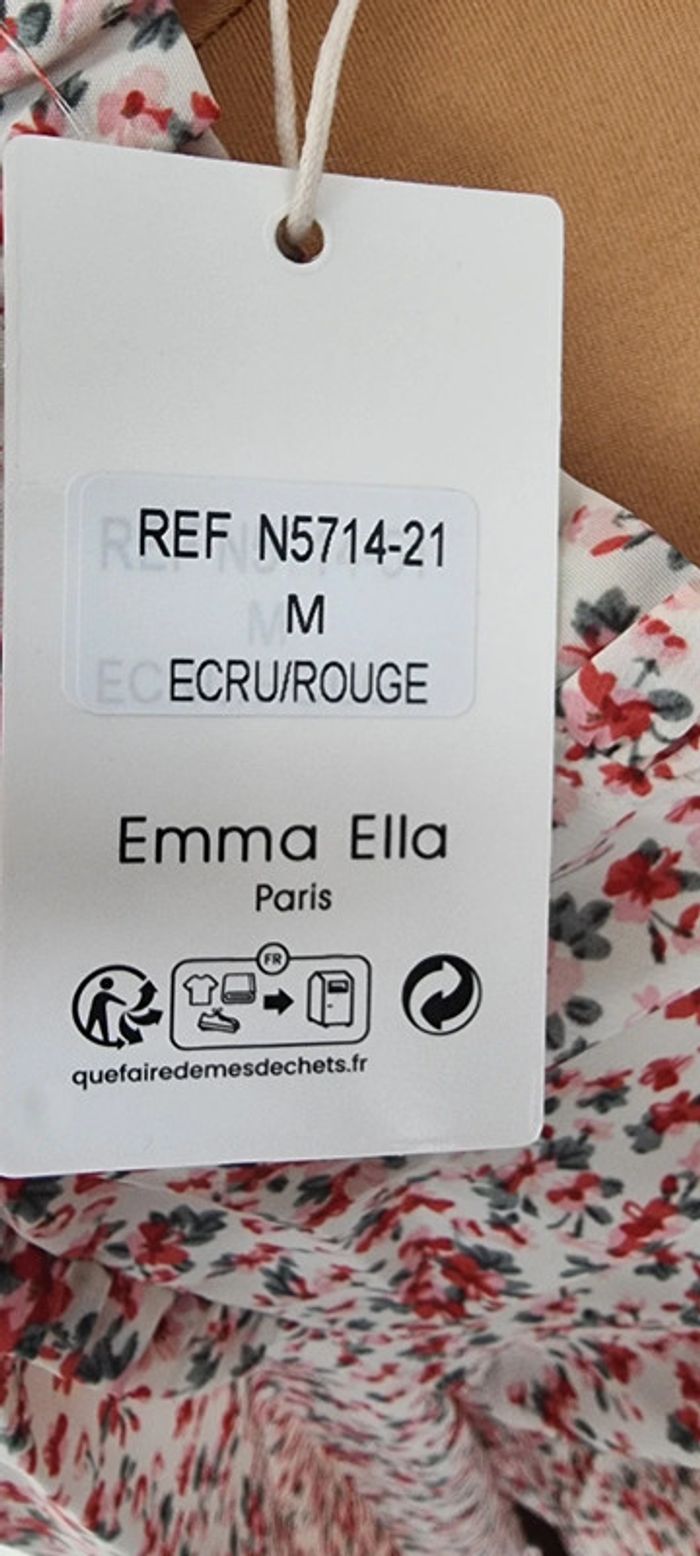 REF N5714-21
M
ECRU/ROUGE
Emma Ella
Paris
FR
quefairedemesdechets.fr